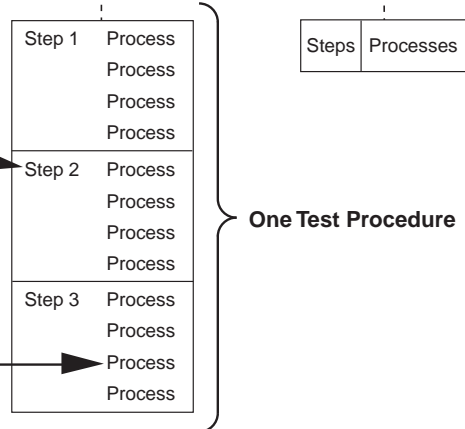 Step 1 Process
Process
Process
Process
Step 2 Process
Process
Process
Process
Step 3 Process
Process
Process
Process
Steps Processes
One Test Procedure